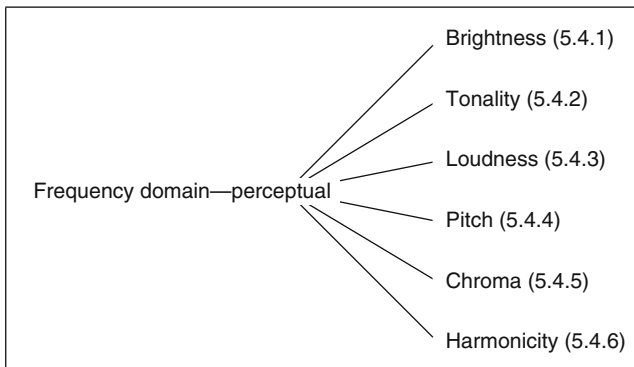 Brightness (5.4.1)
Tonality (5.4.2)
Loudness (5.4.3)
Frequency domain—perceptual
Pitch (5.4.4)
Chroma (5.4.5)
Harmonicity (5.4.6)